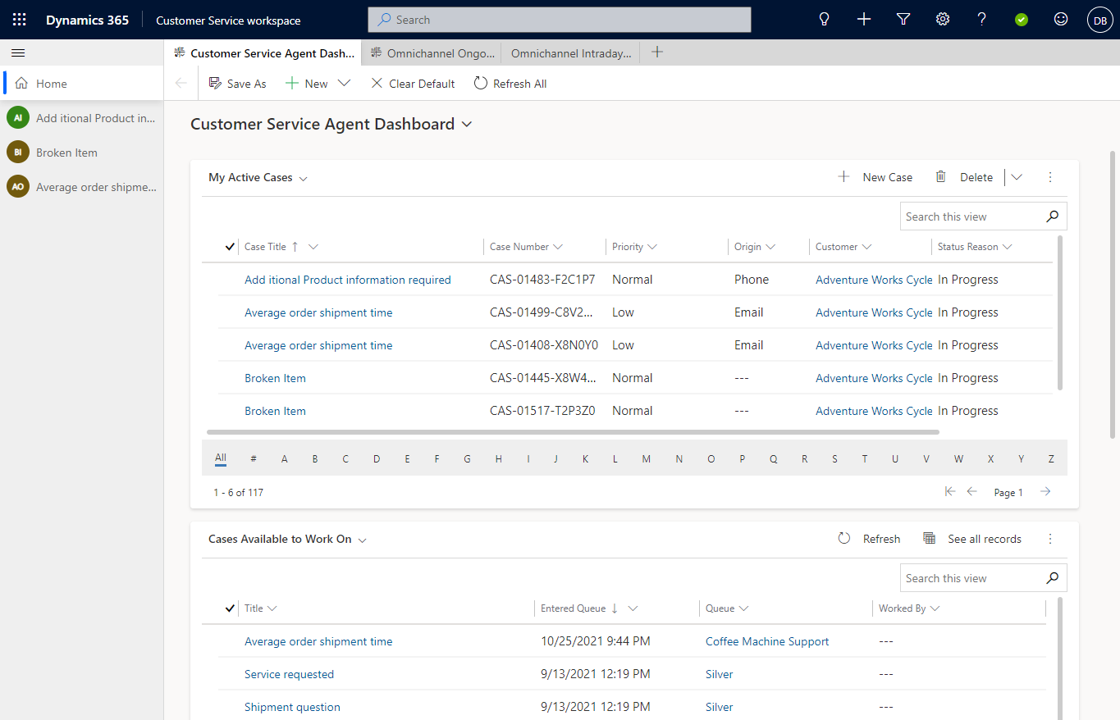 Dynamics 365 Customer Service workspace Search DB
Customer Service Agent Dash... Omnichannel Ongo... Omnichannel Intraday...
Home Save As New Clear Default Refresh All
AI Add itional Product in...
BI Broken Item
AO Average order shipme...
Customer Service Agent Dashboard
My Active Cases New Case Delete
Search this view
Case Title Case Number Priority Origin Customer Status Reason
Add itional Product information required CAS-01483-F2C1P7 Normal Phone Adventure Works Cycle In Progress
Average order shipment time CAS-01499-C8V2... Low Email Adventure Works Cycle In Progress
Average order shipment time CAS-01408-X8N0Y0 Low Email Adventure Works Cycle In Progress
Broken Item CAS-01445-X8W4... Normal --- Adventure Works Cycle In Progress
Broken Item CAS-01517-T2P3Z0 Normal --- Adventure Works Cycle In Progress
All # A B C D E F G H I J K L M N O P Q R S T U V W X Y Z
1 - 6 of 117 Page 1
Cases Available to Work On Refresh See all records
Search this view
Title Entered Queue Queue Worked By
Average order shipment time 10/25/2021 9:44 PM Coffee Machine Support ---
Service requested 9/13/2021 12:19 PM Silver ---
Shipment question 9/13/2021 12:19 PM Silver ---